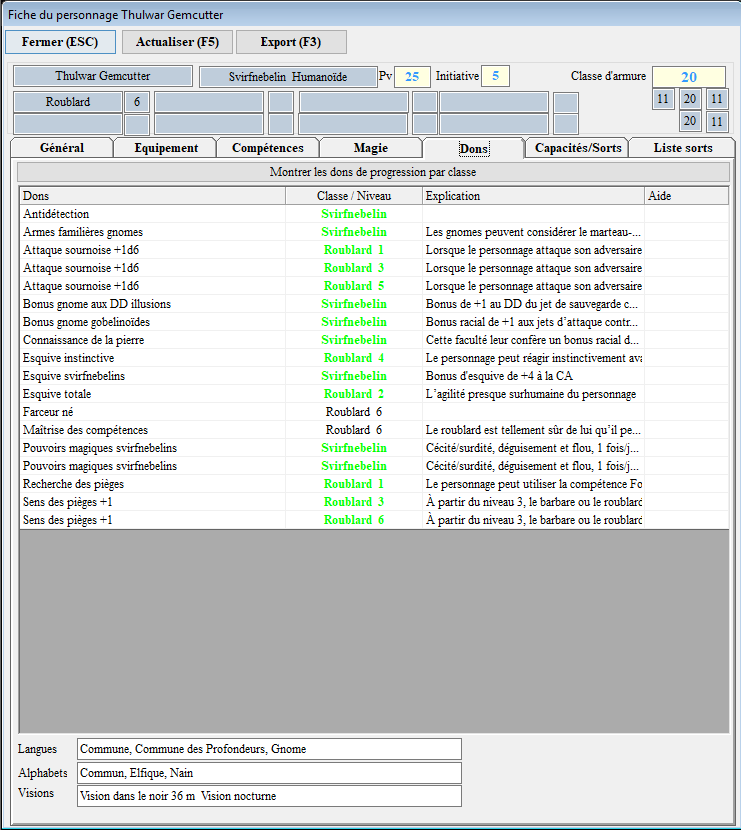 Fiche du personnage Thulwar Gemcutter
Fermer (ESC) Actualiser (F5) Export (F3)
Thulwar Gemcutter Svirfnebelin Humanoïde Pv 25 Initiative 5 Classe d'armure 20
Roublard 6 11 20 11
20 11
Général Equipement Compétences Magie Dons Capacités/Sorts Liste sorts
Montrer les dons de progression par classe
Dons Classe / Niveau Explication Aide
Antidétection Svirfnebelin
Armes familières gnomes Svirfnebelin Les gnomes peuvent considérer le marteau-...
Attaque sournoise +1d6 Roublard 1 Lorsque le personnage attaque son adversaire
Attaque sournoise +1d6 Roublard 3 Lorsque le personnage attaque son adversaire
Attaque sournoise +1d6 Roublard 5 Lorsque le personnage attaque son adversaire
Bonus gnome aux DD illusions Svirfnebelin Bonus de +1 au DD du jet de sauvegarde c...
Bonus gnome gobelinoïdes Svirfnebelin Bonus racial de +1 aux jets d’attaque contr...
Connaissance de la pierre Svirfnebelin Cette faculté leur confère un bonus racial d...
Esquive instinctive Roublard 4 Le personnage peut réagir instinctivement ava
Esquive svirfnebelins Svirfnebelin Bonus d'esquive de +4 à la CA
Esquive totale Roublard 2 L’agilité presque surhumaine du personnage
Farceur né Roublard 6
Maîtrise des compétences Roublard 6 Le roublard est tellement sûr de lui qu’il pe...
Pouvoirs magiques svirfnebelins Svirfnebelin Cécité/surdité, déguisement et flou, 1 fois/j...
Pouvoirs magiques svirfnebelins Svirfnebelin Cécité/surdité, déguisement et flou, 1 fois/j...
Recherche des pièges Roublard 1 Le personnage peut utiliser la compétence Fo
Sens des pièges +1 Roublard 3 À partir du niveau 3, le barbare ou le roublard
Sens des pièges +1 Roublard 6 À partir du niveau 3, le barbare ou le roublard
Langues Commune, Commune des Profondeurs, Gnome
Alphabets Commun, Elfique, Nain
Visions Vision dans le noir 36 m Vision nocturne